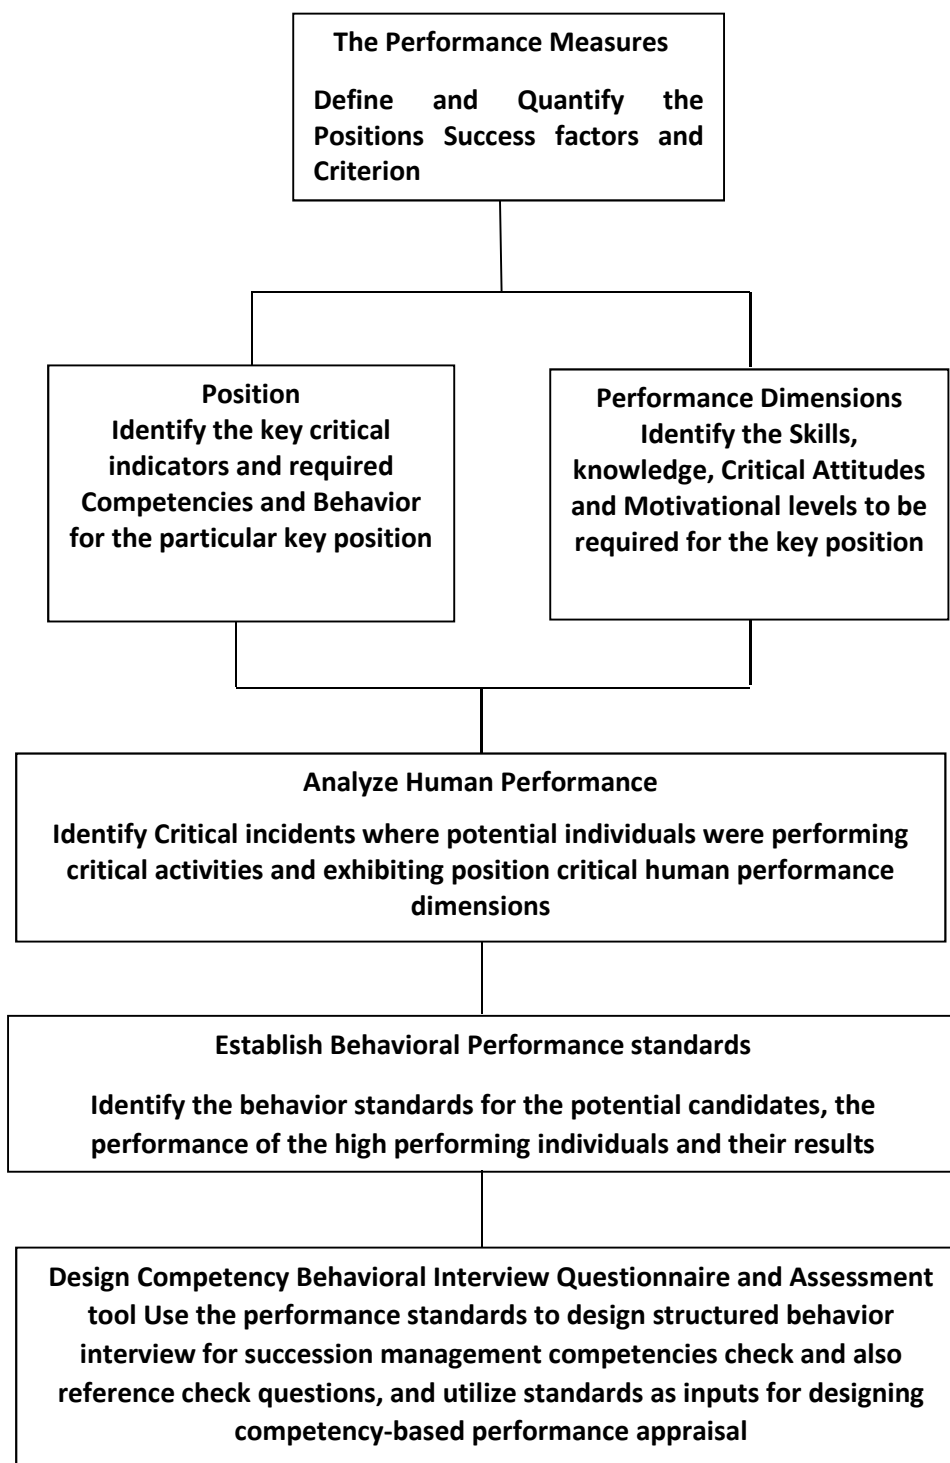 The Performance Measures
Define and Quantify the
Positions Success factors and
Criterion
Position
Identify the key critical
indicators and required
Competencies and Behavior
for the particular key position
Performance Dimensions
Identify the Skills,
knowledge, Critical Attitudes
and Motivational levels to be
required for the key position
Analyze Human Performance
Identify Critical incidents where potential individuals were performing
critical activities and exhibiting position critical human performance
dimensions
Establish Behavioral Performance standards
Identify the behavior standards for the potential candidates, the
performance of the high performing individuals and their results
Design Competency Behavioral Interview Questionnaire and Assessment
tool Use the performance standards to design structured behavior
interview for succession management competencies check and also
reference check questions, and utilize standards as inputs for designing
competency-based performance appraisal